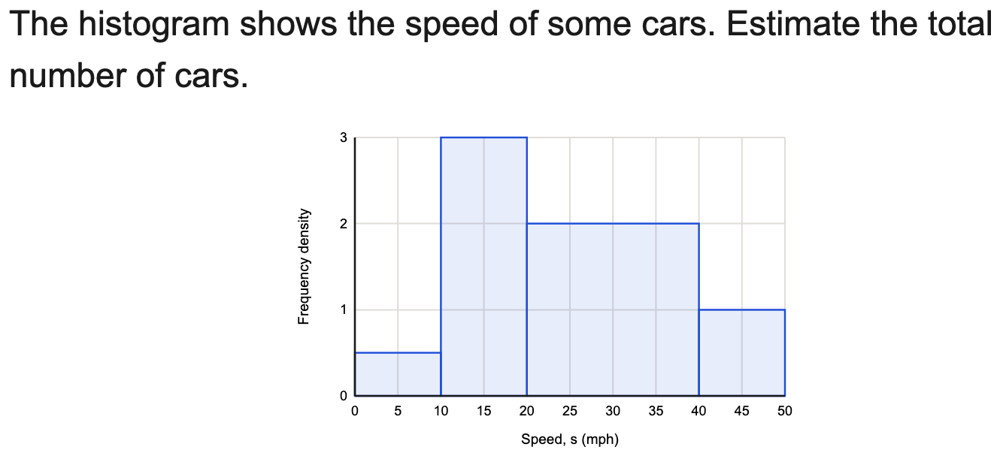 The histogram shows the speed of some cars. Estimate the total
number of cars.
3
2
1
0
Frequency density
0 5 10 15 20 25 30 35 40 45 50
Speed, s (mph)